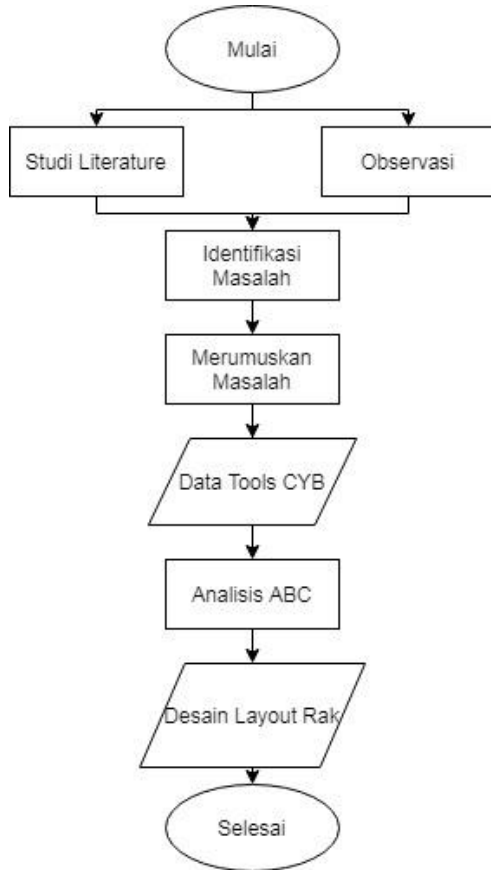 Mulai
Studi Literature
Observasi
Identifikasi
Masalah
Merumuskan
Masalah
Data Tools CYB
Analisis ABC
Desain Layout Rak
Selesai